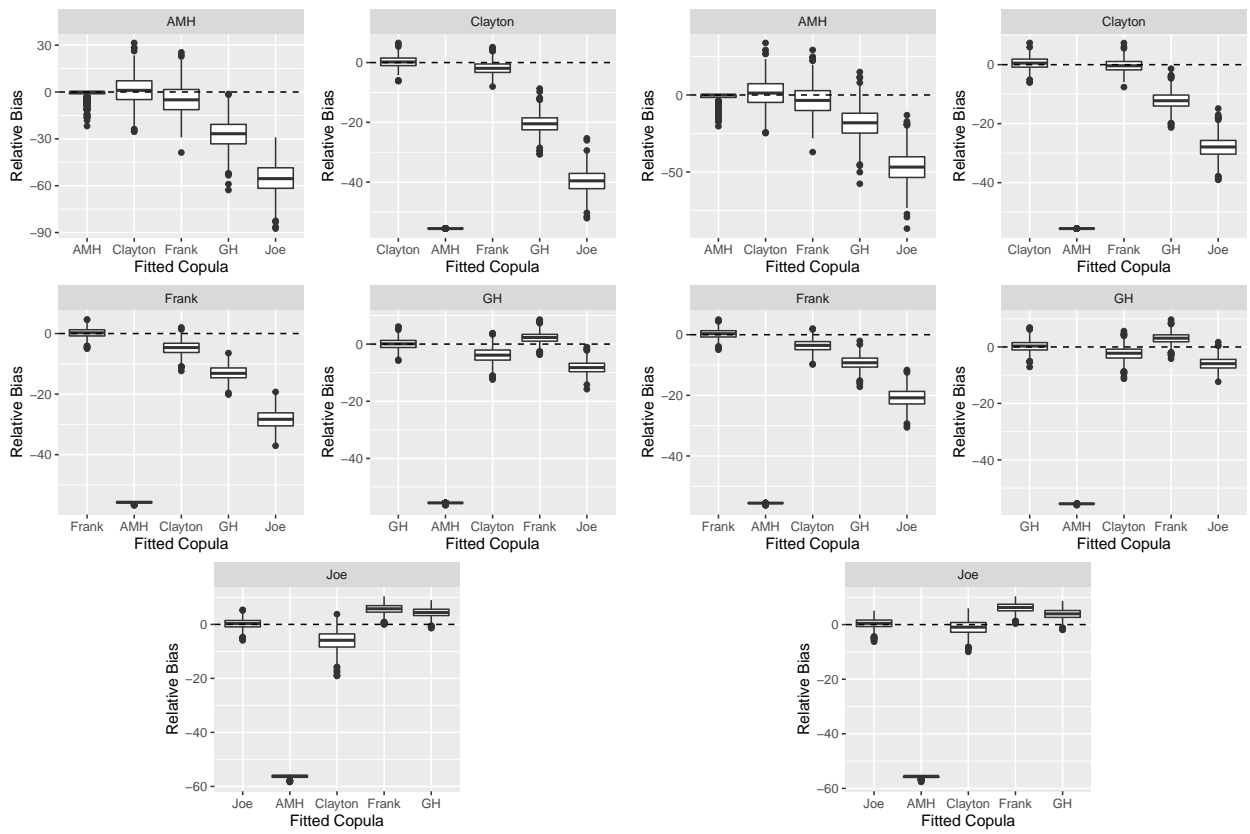 AMH
Relative Bias
30
0
−30
−60
−90
AMH Clayton Frank GH Joe
Fitted Copula
Clayton
Relative Bias
0
−20
−40
Clayton AMH Frank GH Joe
Fitted Copula
AMH
Relative Bias
0
−50
AMH Clayton Frank GH Joe
Fitted Copula
Clayton
Relative Bias
0
−20
−40
Clayton AMH Frank GH Joe
Fitted Copula
Frank
Relative Bias
0
−20
−40
Frank AMH Clayton GH Joe
Fitted Copula
GH
Relative Bias
0
−20
−40
GH AMH Clayton Frank Joe
Fitted Copula
Frank
Relative Bias
0
−20
−40
Frank AMH Clayton GH Joe
Fitted Copula
GH
Relative Bias
0
−20
−40
GH AMH Clayton Frank Joe
Fitted Copula
Joe
Relative Bias
0
−20
−40
−60
Joe AMH Clayton Frank GH
Fitted Copula
Joe
Relative Bias
0
−20
−40
−60
Joe AMH Clayton Frank GH
Fitted Copula